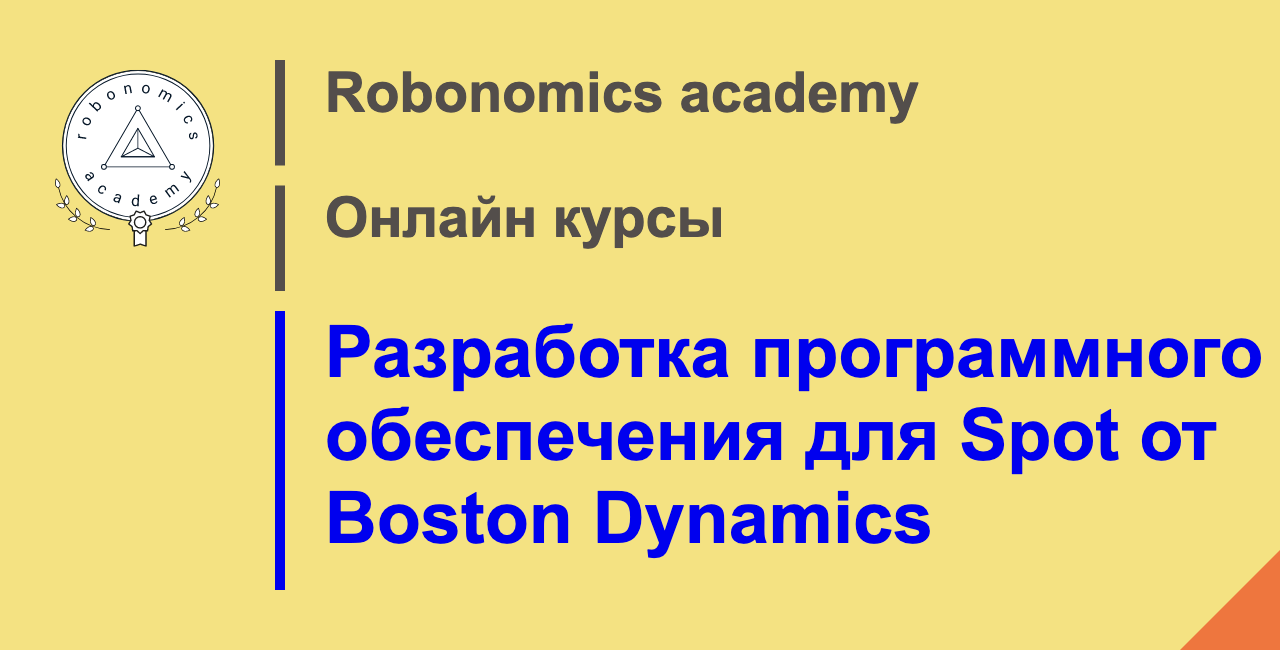 robonomics
academy
Robonomics academy
Онлайн курсы
Разработка программного
обеспечения для Spot от
Boston Dynamics